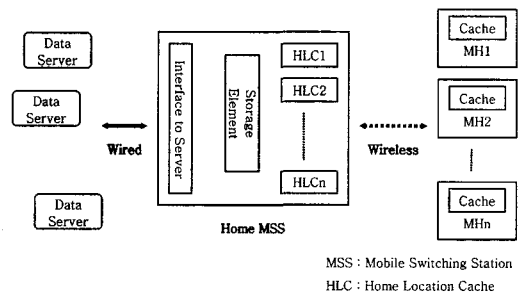 Data
Server
Data
Server
Data
Server
Wired
Interface to Server
Storage
Element
HLC1
HLC2
HLCn
Home MSS
Wireless
Cache
MH1
Cache
MH2
Cache
MHn
MSS : Mobile Switching Station
HLC : Home Location Cache